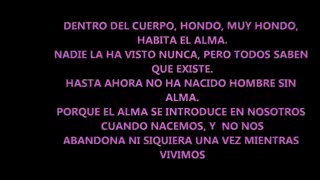 DENTRO DEL CUERPO, HONDO, MUY HONDO,
HABITA EL ALMA.
NADIE LA HA VISTO NUNCA, PERO TODOS SABEN
QUE EXISTE.
HASTA AHORA NO HA NACIDO HOMBRE SIN
ALMA.
PORQUE EL ALMA SE INTRODUCE EN NOSOTROS
CUANDO NACEMOS, Y NO NOS
ABANDONA NI SIQUIERA UNA VEZ MIENTRAS
VIVIMOS